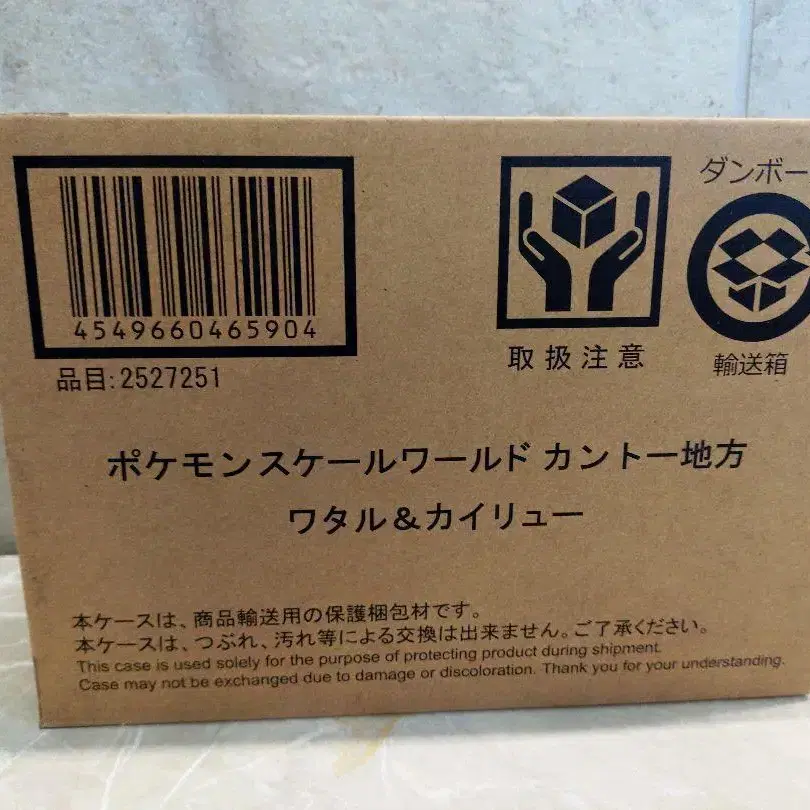 ダンボー
4549660465904
品目:2527251
取扱注意
輸送箱
ポケモンスケールワールド カントー地方
ワタル&カイリュー
本ケースは、商品輸送用の保護梱包材です。
本ケースは、つぶれ、汚れ等による交換は出来ません。ご了承ください。
This case is used solely for the purpose of protecting product during shipment.
Case may not be exchanged due to damage or discoloration. Thank you for your understanding.